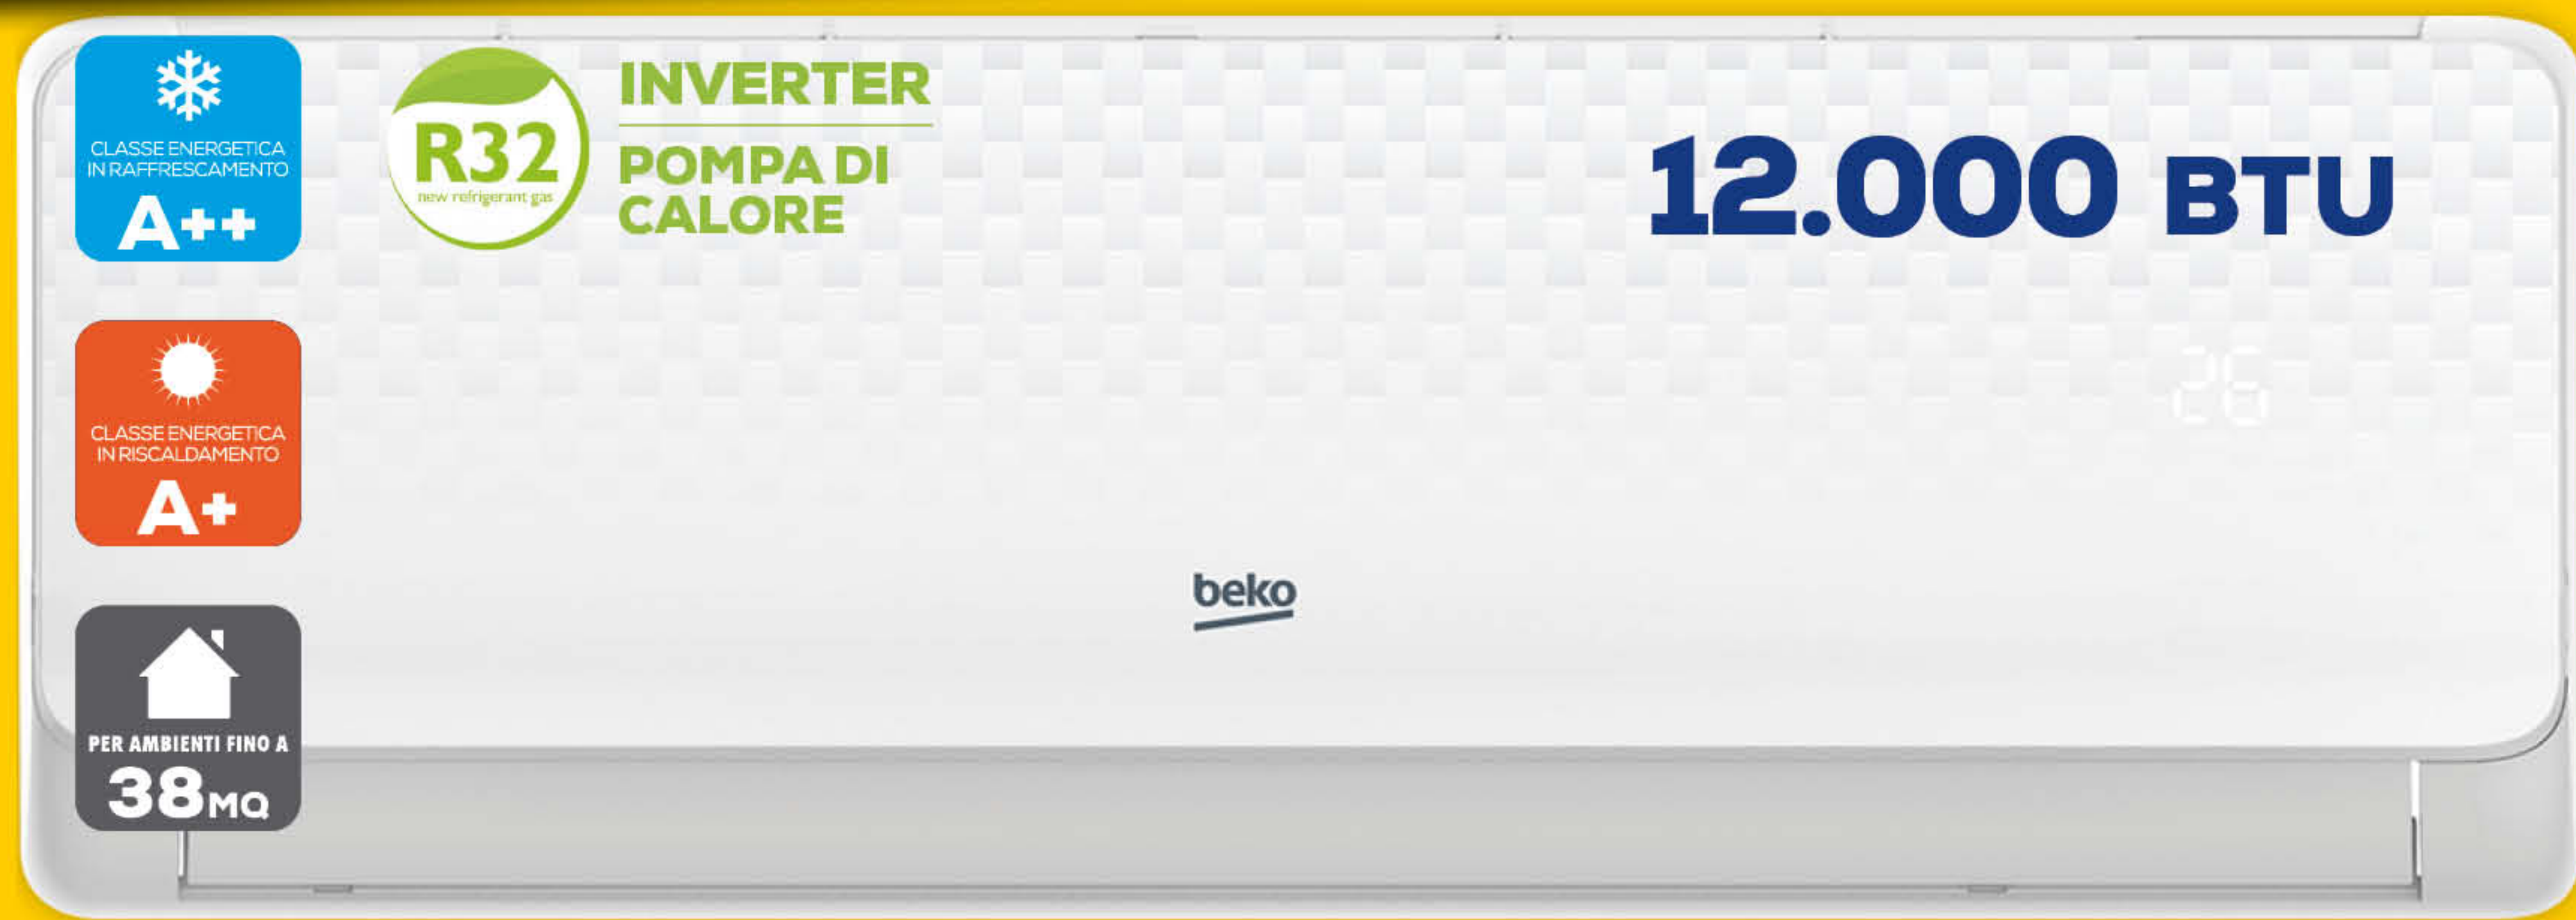 CLASSE ENERGETICA
IN RAFFRESCAMENTO
A++
R32
new refrigerant gas
INVERTER
POMPA DI
CALORE
12.000 BTU
26
CLASSE ENERGETICA
IN RISCALDAMENTO
A+
beko
PER AMBIENTI FINO A
38MQ